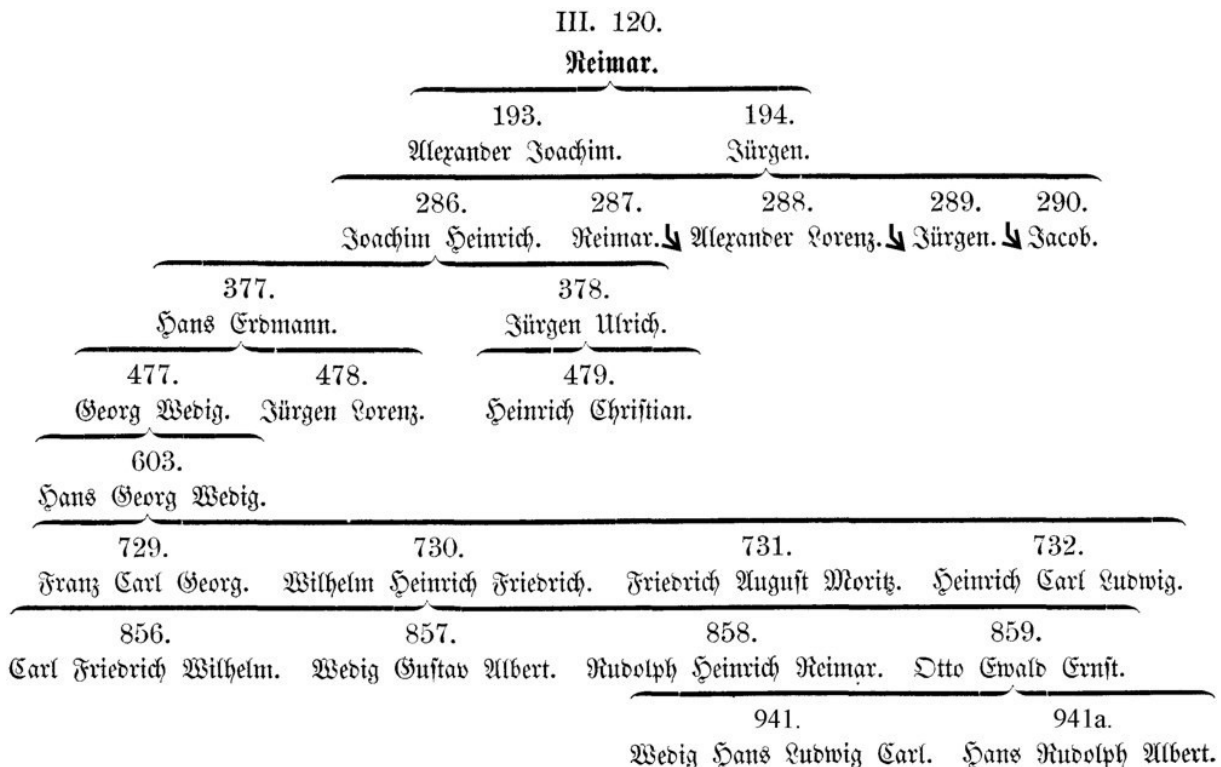 III. 120.
Reimar.
193. 194.
Alexander Joachim. Jürgen.
286. 287. 288. 289. 290.
Joachim Heinrich. Reimar. Alexander Lorenz. Jürgen. Jacob.
377. 378.
Hans Erdmann. Jürgen Ulrich.
477. 478. 479.
Georg Wedig. Jürgen Lorenz. Heinrich Christian.
603.
Hans Georg Wedig.
729. 730. 731. 732.
Franz Carl Georg. Wilhelm Heinrich Friedrich. Friedrich August Moritz. Heinrich Carl Ludwig.
856. 857. 858. 859.
Carl Friedrich Wilhelm. Wedig Gustav Albert. Rudolph Heinrich Reimar. Otto Ewald Ernst.
941. 941a.
Wedig Hans Ludwig Carl. Hans Rudolph Albert.